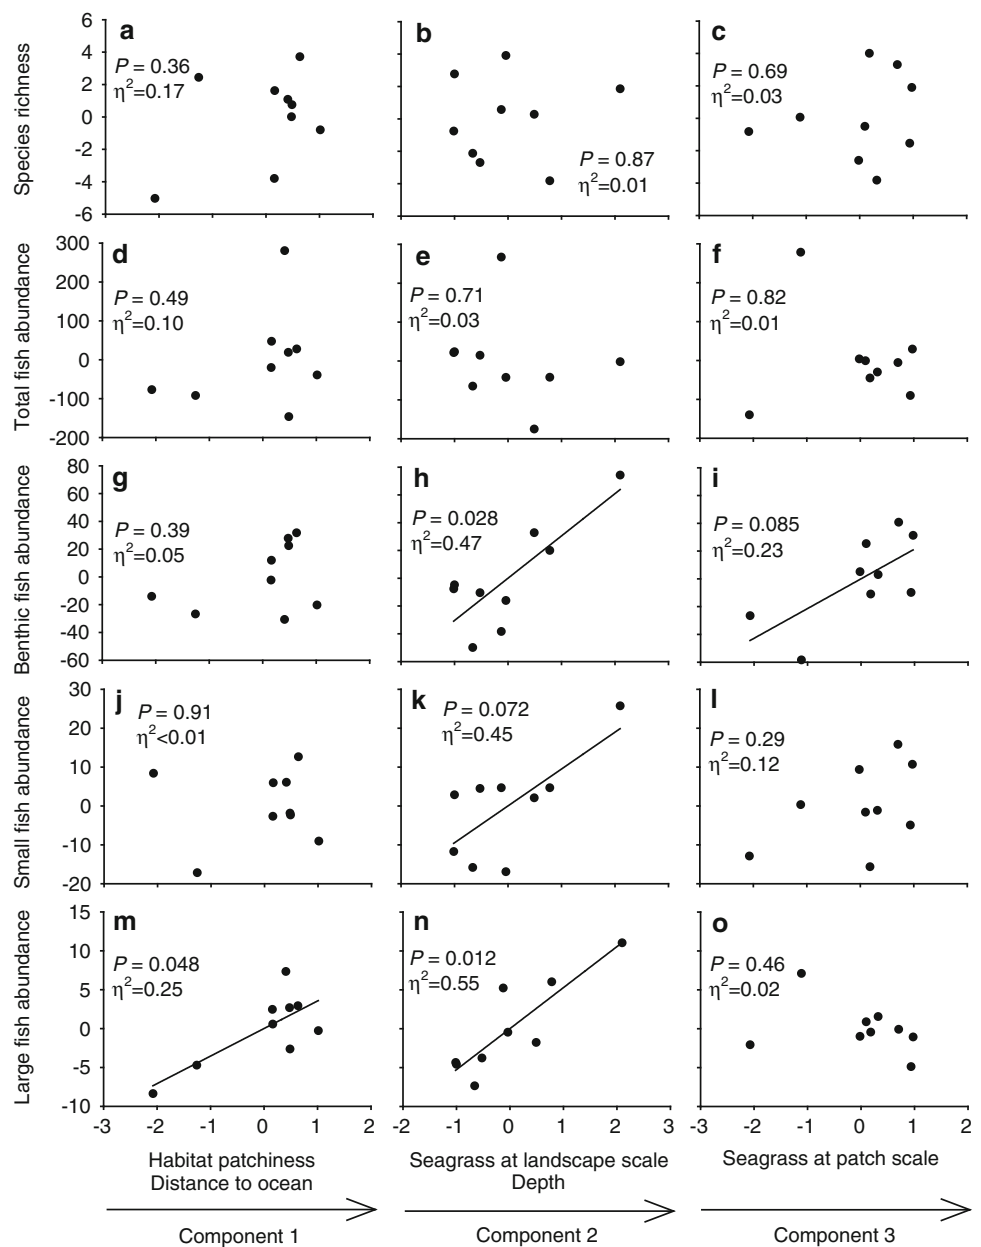 Species richness
6
4
2
0
-2
-4
-6
a
P = 0.36
η²=0.17
b
P = 0.87
η²=0.01
c
P = 0.69
η²=0.03
Total fish abundance
300
200
100
0
-100
-200
d
P = 0.49
η²=0.10
e
P = 0.71
η²=0.03
f
P = 0.82
η²=0.01
Benthic fish abundance
80
60
40
20
0
-20
-40
-60
g
P = 0.39
η²=0.05
h
P = 0.028
η²=0.47
i
P = 0.085
η²=0.23
Small fish abundance
30
20
10
0
-10
-20
j
P = 0.91
η²<0.01
k
P = 0.072
η²=0.45
l
P = 0.29
η²=0.12
Large fish abundance
15
10
5
0
-5
-10
m
P = 0.048
η²=0.25
n
P = 0.012
η²=0.55
o
P = 0.46
η²=0.02
-3 -2 -1 0 1 2
-2 -1 0 1 2 3
-3 -2 -1 0 1 2
Habitat patchiness
Distance to ocean
Component 1
Seagrass at landscape scale
Depth
Component 2
Seagrass at patch scale
Component 3